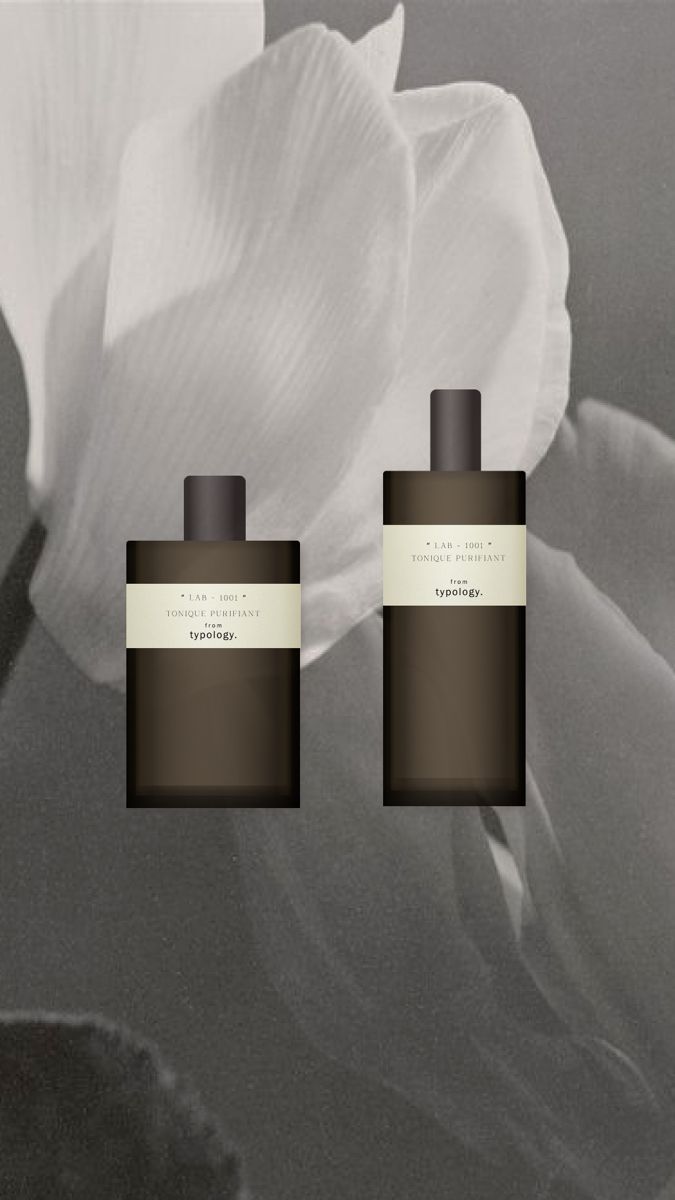 " LAB - 1001 "
TONIQUE PURIFIANT
from
typology.
" LAB - 1001 "
TONIQUE PURIFIANT
from
typology.